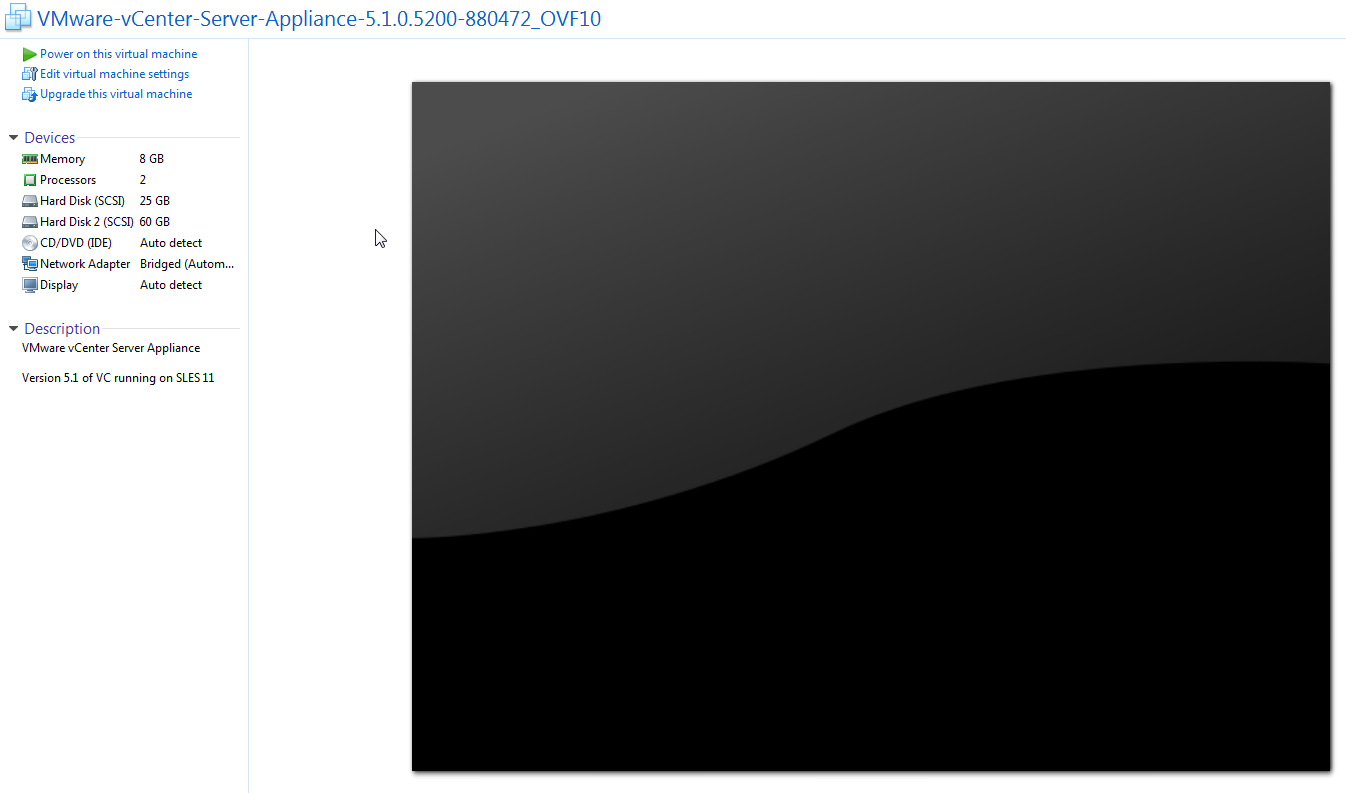 VMware-vCenter-Server-Appliance-5.1.0.5200-880472_OVF10
Power on this virtual machine
Edit virtual machine settings
Upgrade this virtual machine
Devices
Memory 8 GB
Processors 2
Hard Disk (SCSI) 25 GB
Hard Disk 2 (SCSI) 60 GB
CD/DVD (IDE) Auto detect
Network Adapter Bridged (Autom...
Display Auto detect
Description
VMware vCenter Server Appliance
Version 5.1 of VC running on SLES 11